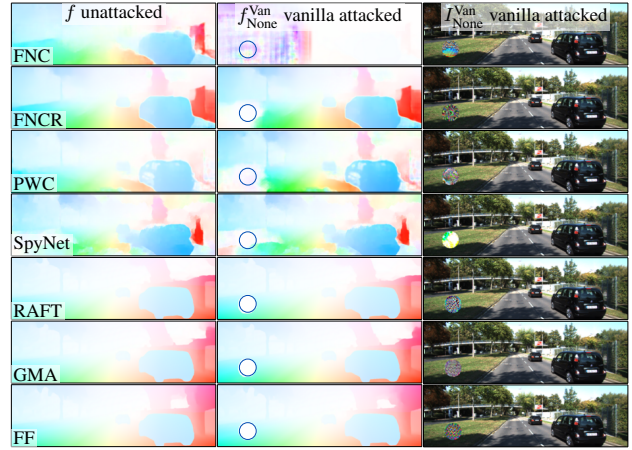 f unattacked
f^Van_None vanilla attacked
I^Van_None vanilla attacked
FNC
FNCR
PWC
SpyNet
RAFT
GMA
FF